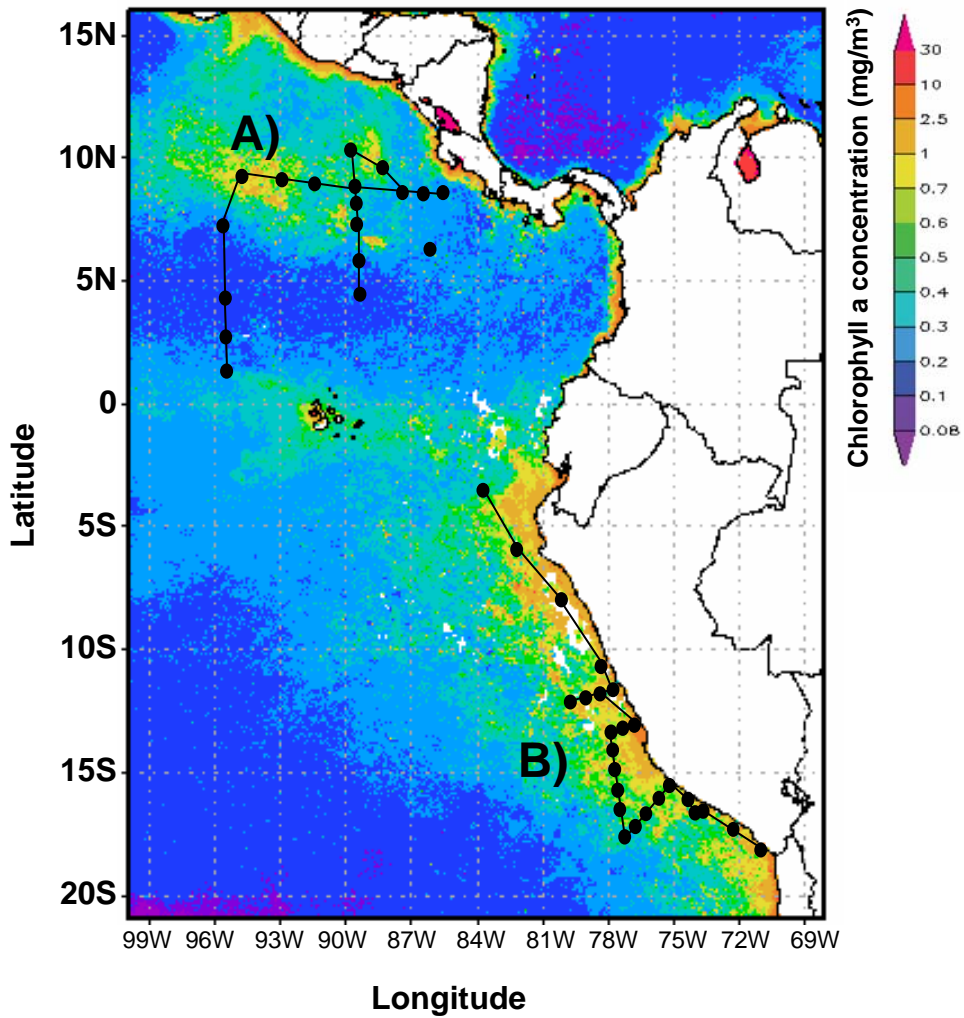 15N
10N
5N
0
5S
10S
15S
20S
Latitude
A)
B)
99W 96W 93W 90W 87W 84W 81W 78W 75W 72W 69W
Longitude
Chlorophyll a concentration (mg/m³)
30
10
2.5
1
0.7
0.6
0.5
0.4
0.3
0.2
0.1
0.08